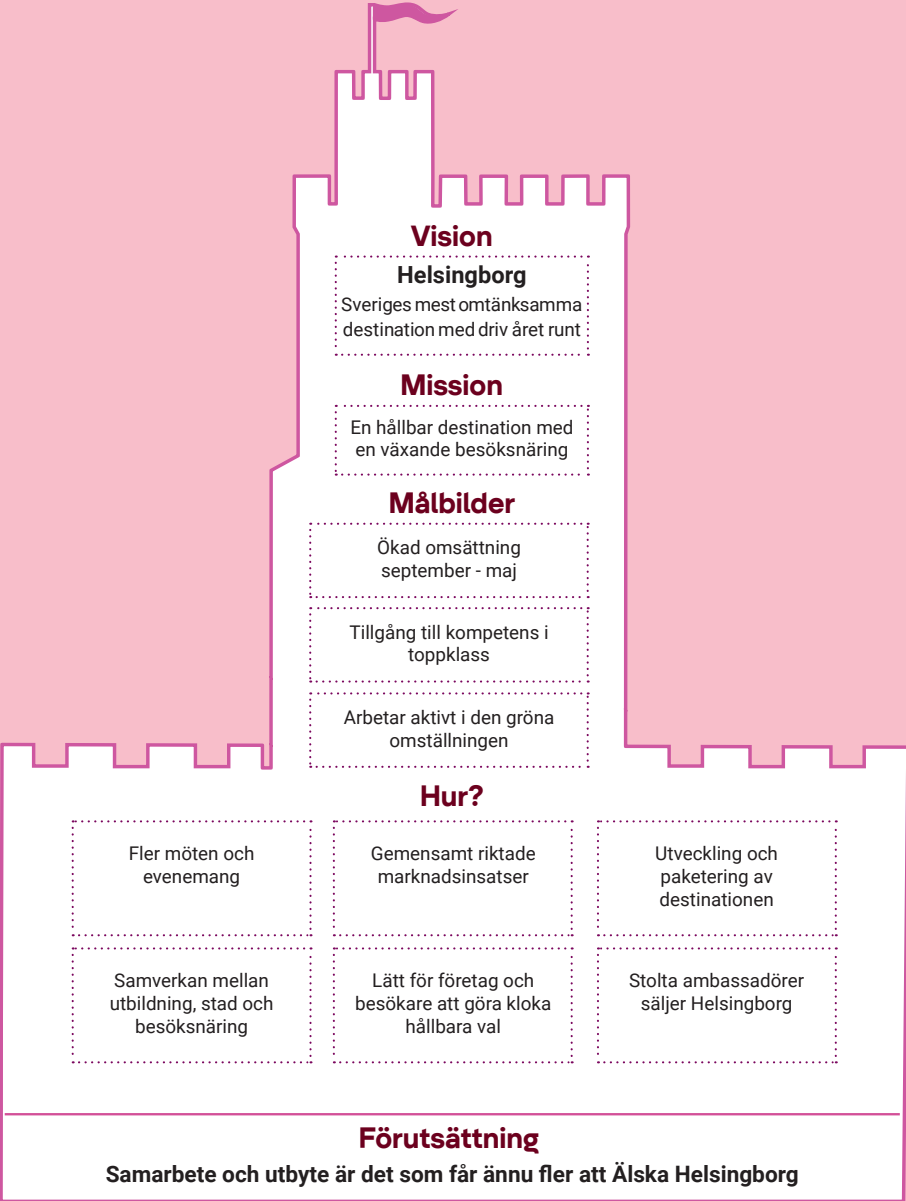 Vision
Helsingborg
Sveriges mest omtänksamma
destination med driv året runt
Mission
En hållbar destination med
en växande besöksnäring
Målbilder
Ökad omsättning
september - maj
Tillgång till kompetens i
toppklass
Arbetar aktivt i den gröna
omställningen
Hur?
Fler möten och
evenemang
Gemensamt riktade
marknadsinsatser
Utveckling och
paketering av
destinationen
Samverkan mellan
utbildning, stad och
besöksnäring
Lätt för företag och
besökare att göra kloka
hållbara val
Stolta ambassadörer
säljer Helsingborg
Förutsättning
Samarbete och utbyte är det som får ännu fler att Älska Helsingborg